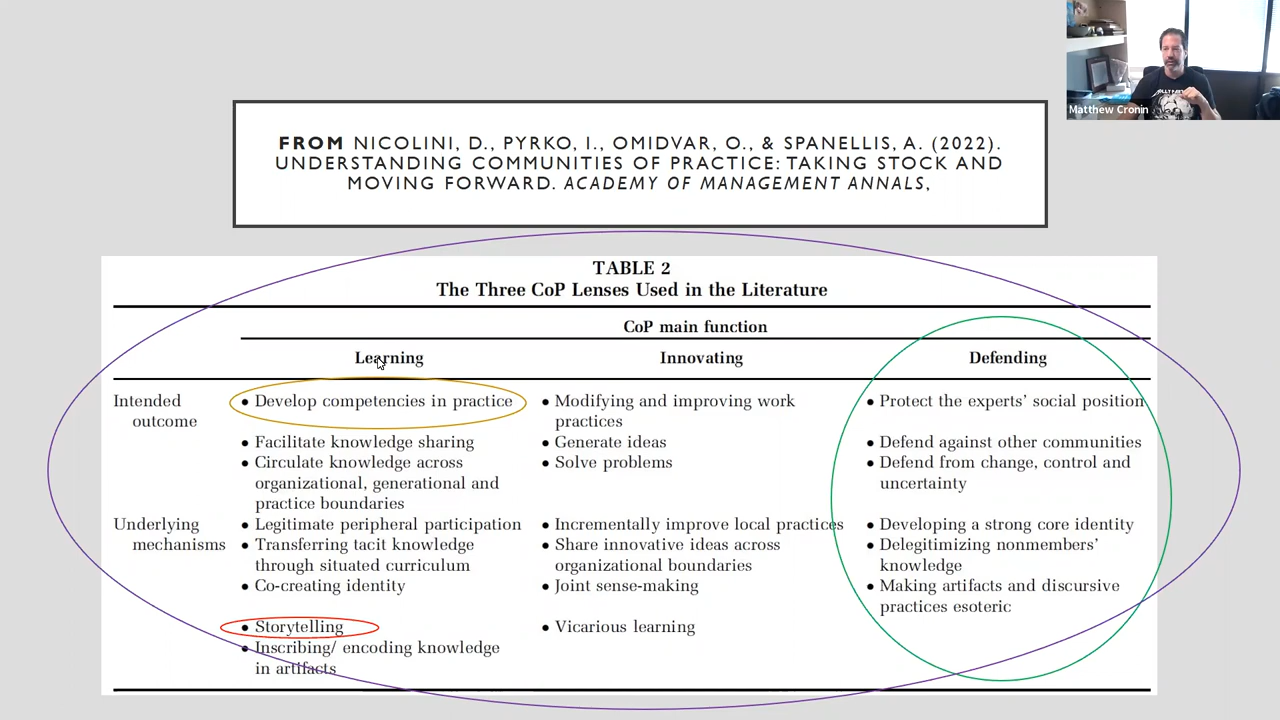 Matthew Cronin
FROM NICOLINI, D., PYRKO, I., OMIDVAR, O., & SPANELLIS, A. (2022).
UNDERSTANDING COMMUNITIES OF PRACTICE: TAKING STOCK AND
MOVING FORWARD. ACADEMY OF MANAGEMENT ANNALS,
TABLE 2
The Three CoP Lenses Used in the Literature
CoP main function
Learning Innovating Defending
Intended outcome
• Develop competencies in practice
• Facilitate knowledge sharing
• Circulate knowledge across
organizational, generational and
practice boundaries
• Modifying and improving work
practices
• Generate ideas
• Solve problems
• Protect the experts' social position
• Defend against other communities
• Defend from change, control and
uncertainty
Underlying
mechanisms
• Legitimate peripheral participation
• Transferring tacit knowledge
through situated curriculum
• Co-creating identity
• Storytelling
• Inscribing/ encoding knowledge
in artifacts
• Incrementally improve local practices
• Share innovative ideas across
organizational boundaries
• Joint sense-making
• Vicarious learning
• Developing a strong core identity
• Delegitimizing nonmembers'
knowledge
• Making artifacts and discursive
practices esoteric